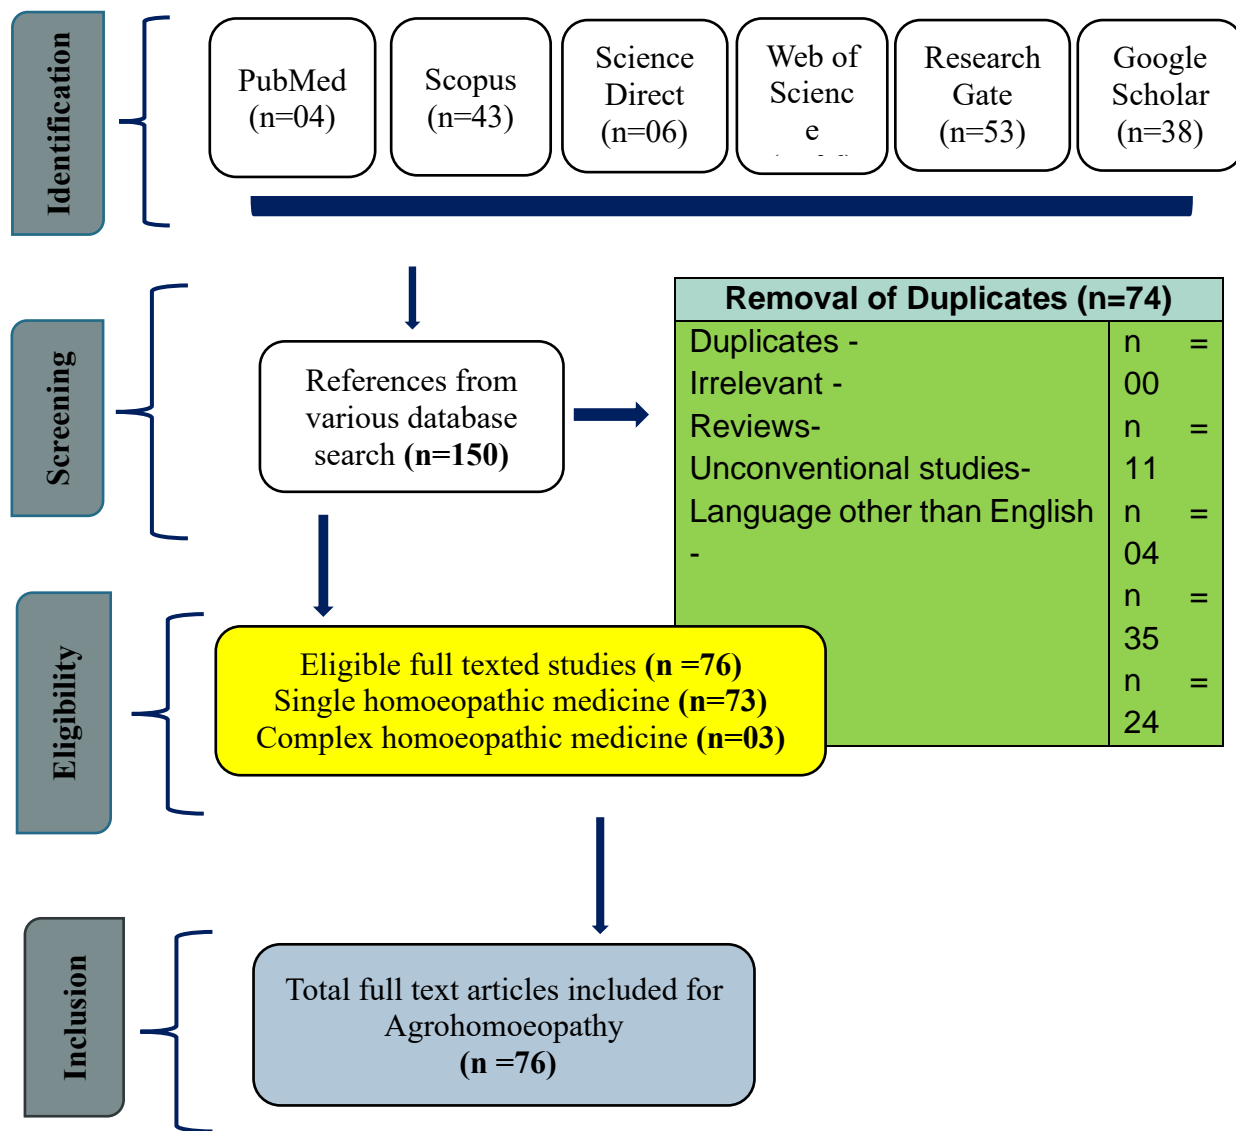 Identification
PubMed
(n=04)
Scopus
(n=43)
Science
Direct
(n=06)
Web of
Scienc
e
Research
Gate
(n=53)
Google
Scholar
(n=38)
Screening
References from
various database
search (n=150)
Removal of Duplicates (n=74)
Duplicates -
Irrelevant -
Reviews-
Unconventional studies-
Language other than English
-
n =
00
n =
11
n =
04
n =
35
n =
24
Eligibility
Eligible full texted studies (n =76)
Single homoeopathic medicine (n=73)
Complex homoeopathic medicine (n=03)
Inclusion
Total full text articles included for
Agrohomoeopathy
(n =76)